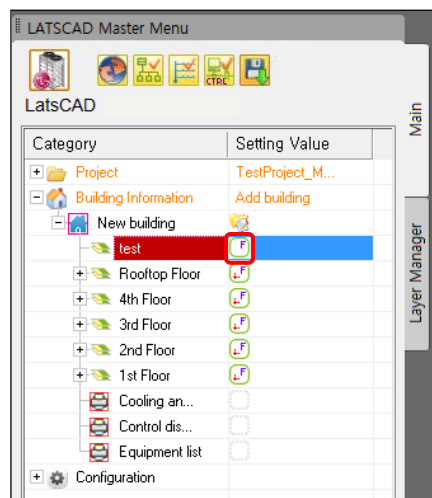 LATSCAD Master Menu
CTRL
LatsCAD
Main
Layer Manager
Category Setting Value
Project TestProject_M...
Building Information Add building
New building
test F
Rooftop Floor F
4th Floor F
3rd Floor F
2nd Floor F
1st Floor F
Cooling an...
Control dis...
Equipment list
Configuration